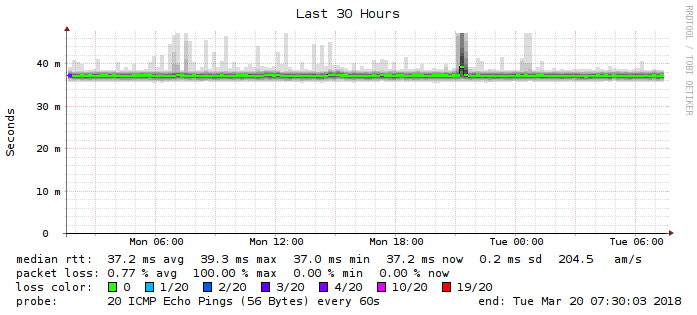 Last 30 Hours
RRDTOOL / TOBI OETIKER
Seconds
40 m
30 m
20 m
10 m
0
Mon 06:00 Mon 12:00 Mon 18:00 Tue 00:00 Tue 06:00
median rtt: 37.2 ms avg 39.3 ms max 37.0 ms min 37.2 ms now 0.2 ms sd 204.5 am/s
packet loss: 0.77 % avg 100.00 % max 0.00 % min 0.00 % now
loss color: 0 1/20 2/20 3/20 4/20 10/20 19/20
probe: 20 ICMP Echo Pings (56 Bytes) every 60s end: Tue Mar 20 07:30:03 2018